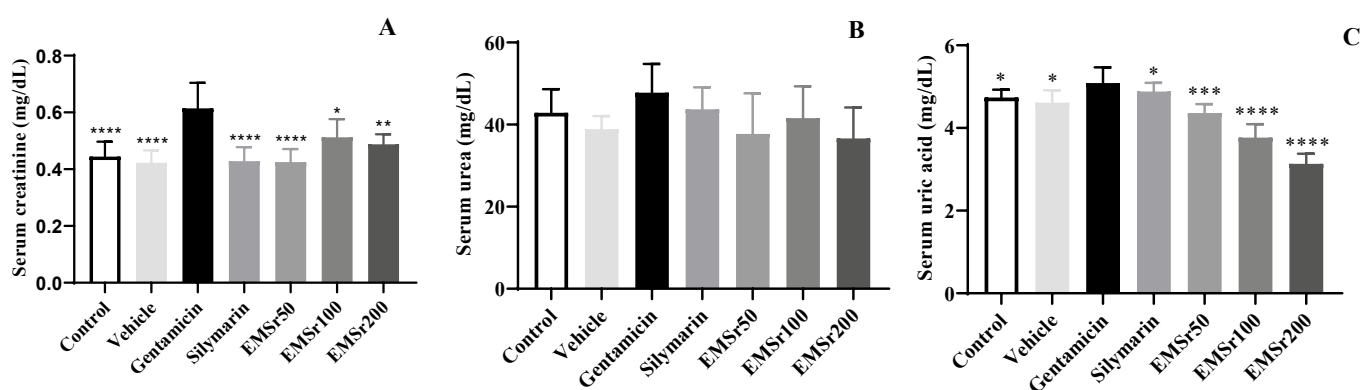 A
Serum creatinine (mg/dL)
0.8
0.6
0.4
0.2
0.0
****
****
****
****
*
**
Control
Vehicle
Gentamicin
Silymarin
EMSr50
EMSr100
EMSr200
B
Serum urea (mg/dL)
60
40
20
0
Control
Vehicle
Gentamicin
Silymarin
EMSr50
EMSr100
EMSr200
C
Serum uric acid (mg/dL)
6
4
2
0
*
*
*
***
****
****
Control
Vehicle
Gentamicin
Silymarin
EMSr50
EMSr100
EMSr200